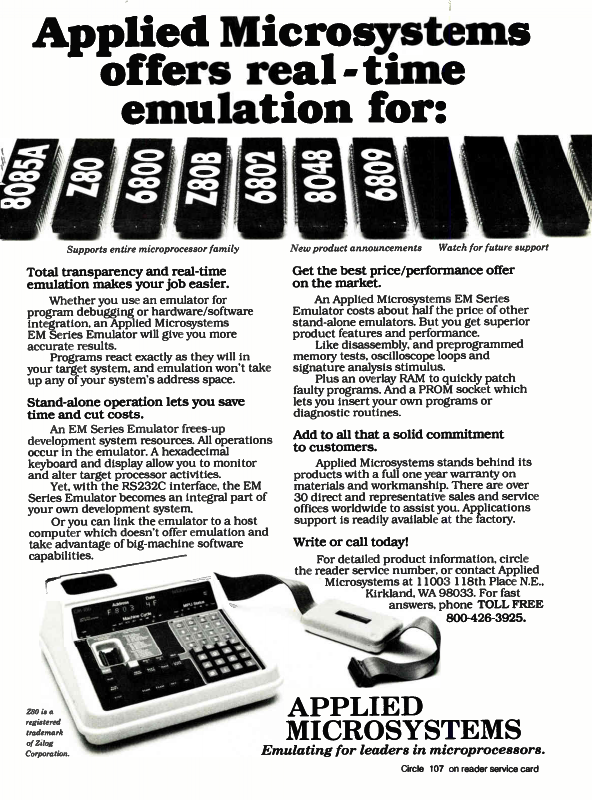 Applied Microsystems
offers real-time
emulation for:
8085A
Z80
6800
Z80B
6802
8048
6809
Supports entire microprocessor family
New product announcements
Watch for future support
Total transparency and real-time
emulation makes your job easier.
Whether you use an emulator for
program debugging or hardware/software
integration, an Applied Microsystems
EM Series Emulator will give you more
accurate results.
Programs react exactly as they will in
your target system, and emulation won't take
up any of your system's address space.
Stand-alone operation lets you save
time and cut costs.
An EM Series Emulator frees-up
development system resources. All operations
occur in the emulator. A hexadecimal
keyboard and display allow you to monitor
and alter target processor activities.
Yet, with the RS232C interface, the EM
Series Emulator becomes an integral part of
your own development system.
Or you can link the emulator to a host
computer which doesn't offer emulation and
take advantage of big-machine software
capabilities.
Get the best price/performance offer
on the market.
An Applied Microsystems EM Series
Emulator costs about half the price of other
stand-alone emulators. But you get superior
product features and performance.
Like disassembly, and preprogrammed
memory tests, oscilloscope loops and
signature analysis stimulus.
Plus an overlay RAM to quickly patch
faulty programs. And a PROM socket which
lets you insert your own programs or
diagnostic routines.
Add to all that a solid commitment
to customers.
Applied Microsystems stands behind its
products with a full one year warranty on
materials and workmanship. There are over
30 direct and representative sales and service
offices worldwide to assist you. Applications
support is readily available at the factory.
Write or call today!
For detailed product information, circle
the reader service number, or contact Applied
Microsystems at 11003 118th Place N.E.,
Kirkland, WA 98033. For fast
answers, phone TOLL FREE
800-426-3925.
Address Data
F803 4F
MPU Status
Machine Cycle
Z80 is a
registered
trademark
of Zilog
Corporation.
APPLIED
MICROSYSTEMS
Emulating for leaders in microprocessors.
Circle 107 on reader service card